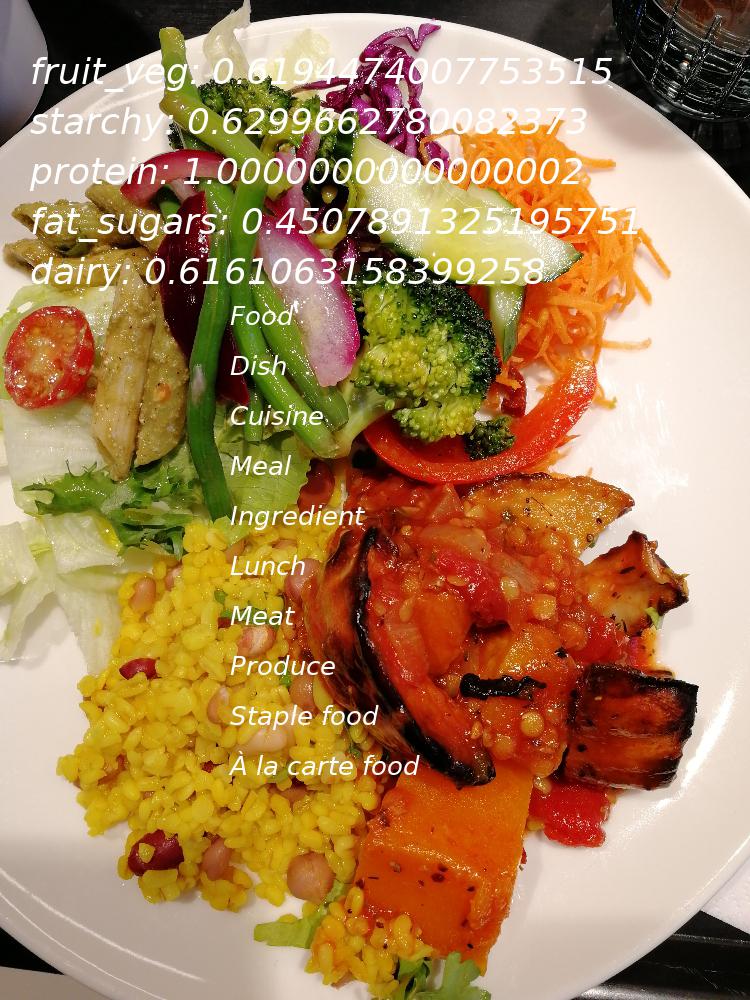 fruit_veg: 0.6194474007753515
starchy: 0.6299662780082373
protein: 1.0000000000000002
fat_sugars: 0.4507891325195751
dairy: 0.6161063158399258
Food
Dish
Cuisine
Meal
Ingredient
Lunch
Meat
Produce
Staple food
À la carte food